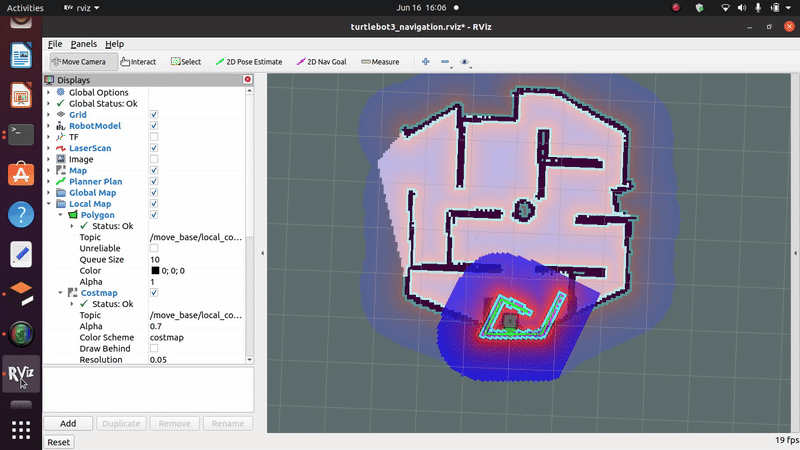 Activities
rviz
Jun 16 16:06
turtlebot3_navigation.rviz* - RViz
File Panels Help
Move Camera Interact Select 2D Pose Estimate 2D Nav Goal Measure
Displays
Global Options
Global Status: Ok
Grid
RobotModel
TF
LaserScan
Image
Map
Planner Plan
Global Map
Local Map
Polygon
Status: Ok
Topic /move_base/local_co...
Unreliable
Queue Size 10
Color 0; 0; 0
Alpha 1
Costmap
Status: Ok
Topic /move_base/local_co...
Alpha 0.7
Color Scheme costmap
Draw Behind
Resolution 0.05
RViz
Add Duplicate Remove Rename
Reset
19 fps